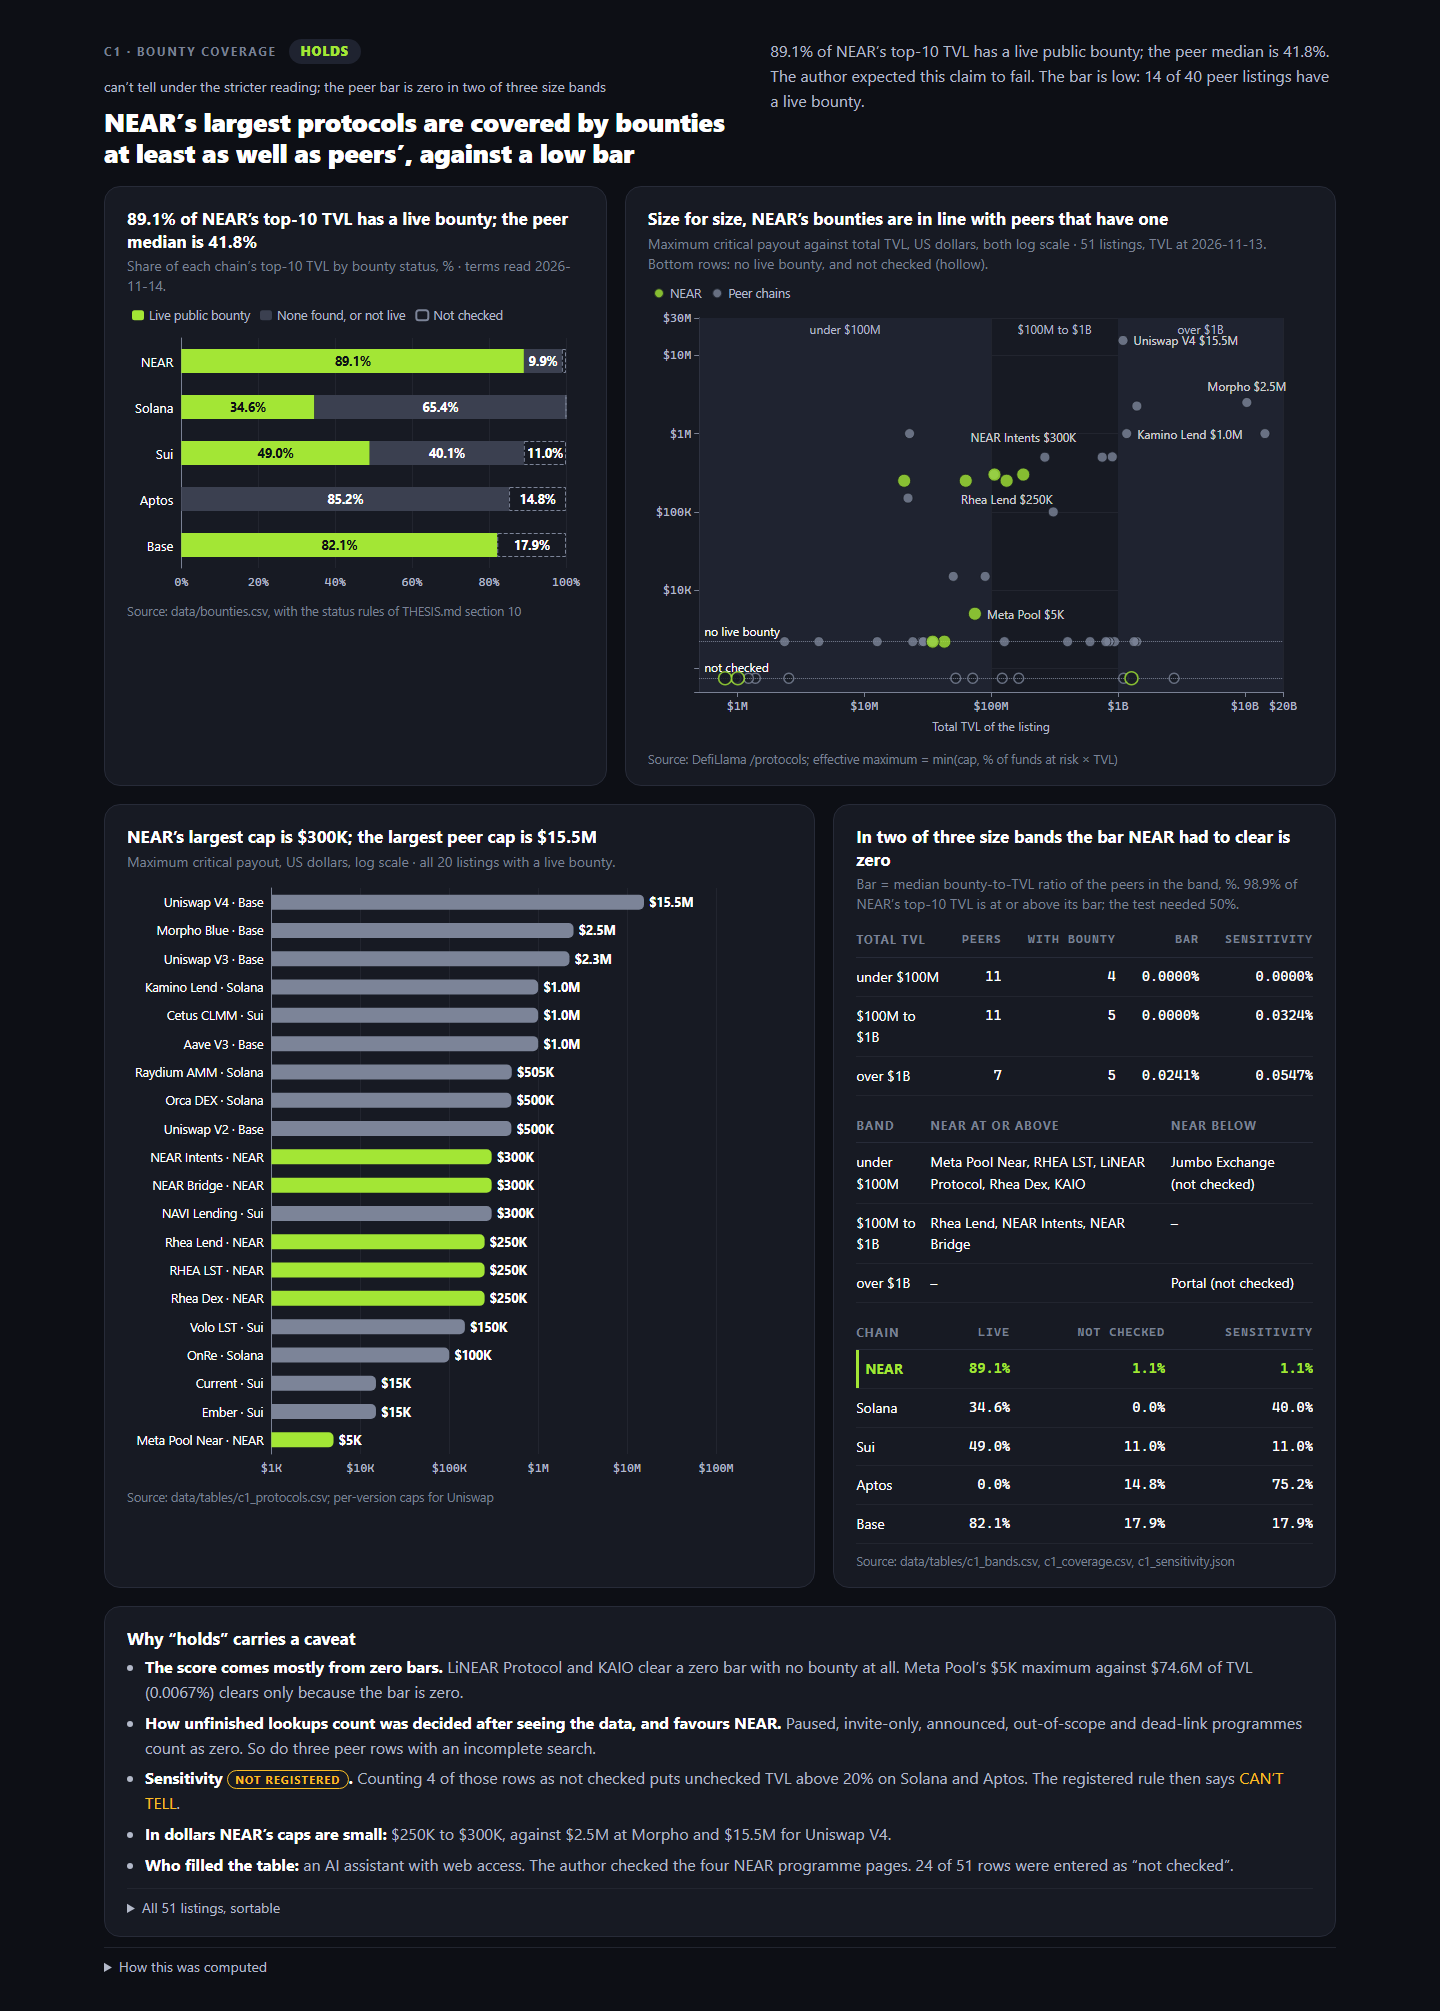 C1 · BOUNTY COVERAGE HOLDS
can’t tell under the stricter reading; the peer bar is zero in two of three size bands
NEAR’s largest protocols are covered by bounties
at least as well as peers’, against a low bar
89.1% of NEAR’s top-10 TVL has a live public bounty; the peer median is 41.8%.
The author expected this claim to fail. The bar is low: 14 of 40 peer listings have
a live bounty.
89.1% of NEAR’s top-10 TVL has a live bounty; the peer
median is 41.8%
Share of each chain’s top-10 TVL by bounty status, % · terms read 2026-
11-14.
Live public bounty None found, or not live Not checked
NEAR 89.1% 9.9%
Solana 34.6% 65.4%
Sui 49.0% 40.1% 11.0%
Aptos 85.2% 14.8%
Base 82.1% 17.9%
0% 20% 40% 60% 80% 100%
Source: data/bounties.csv, with the status rules of THESIS.md section 10
Size for size, NEAR’s bounties are in line with peers that have one
Maximum critical payout against total TVL, US dollars, both log scale · 51 listings, TVL at 2026-11-13.
Bottom rows: no live bounty, and not checked (hollow).
NEAR Peer chains
$30M
under $100M $100M to $1B over $1B
Uniswap V4 $15.5M
$10M
Morpho $2.5M
$1M
NEAR Intents $300K
Kamino Lend $1.0M
Rhea Lend $250K
$100K
$10K
Meta Pool $5K
no live bounty
not checked
$1M $10M $100M $1B $10B $20B
Total TVL of the listing
Source: DefiLlama /protocols; effective maximum = min(cap, % of funds at risk × TVL)
NEAR’s largest cap is $300K; the largest peer cap is $15.5M
Maximum critical payout, US dollars, log scale · all 20 listings with a live bounty.
Uniswap V4 · Base $15.5M
Morpho Blue · Base $2.5M
Uniswap V3 · Base $2.3M
Kamino Lend · Solana $1.0M
Cetus CLMM · Sui $1.0M
Aave V3 · Base $1.0M
Raydium AMM · Solana $505K
Orca DEX · Solana $500K
Uniswap V2 · Base $500K
NEAR Intents · NEAR $300K
NEAR Bridge · NEAR $300K
NAVI Lending · Sui $300K
Rhea Lend · NEAR $250K
RHEA LST · NEAR $250K
Rhea Dex · NEAR $250K
Volo LST · Sui $150K
OnRe · Solana $100K
Current · Sui $15K
Ember · Sui $15K
Meta Pool Near · NEAR $5K
$1K $10K $100K $1M $10M $100M
Source: data/tables/c1_protocols.csv; per-version caps for Uniswap
In two of three size bands the bar NEAR had to clear is
zero
Bar = median bounty-to-TVL ratio of the peers in the band, %. 98.9% of
NEAR’s top-10 TVL is at or above its bar; the test needed 50%.
TOTAL TVL PEERS WITH BOUNTY BAR SENSITIVITY
under $100M 11 4 0.0000% 0.0000%
$100M to
$1B 11 5 0.0000% 0.0324%
over $1B 7 5 0.0241% 0.0547%
BAND NEAR AT OR ABOVE NEAR BELOW
under Meta Pool Near, RHEA LST, LiNEAR Jumbo Exchange
$100M Protocol, Rhea Dex, KAIO (not checked)
$100M to Rhea Lend, NEAR Intents, NEAR –
$1B Bridge
over $1B – Portal (not checked)
CHAIN LIVE NOT CHECKED SENSITIVITY
NEAR 89.1% 1.1% 1.1%
Solana 34.6% 0.0% 40.0%
Sui 49.0% 11.0% 11.0%
Aptos 0.0% 14.8% 75.2%
Base 82.1% 17.9% 17.9%
Source: data/tables/c1_bands.csv, c1_coverage.csv, c1_sensitivity.json
Why “holds” carries a caveat
The score comes mostly from zero bars. LiNEAR Protocol and KAIO clear a zero bar with no bounty at all. Meta Pool’s $5K maximum against $74.6M of TVL
(0.0067%) clears only because the bar is zero.
How unfinished lookups count was decided after seeing the data, and favours NEAR. Paused, invite-only, announced, out-of-scope and dead-link programmes
count as zero. So do three peer rows with an incomplete search.
Sensitivity NOT REGISTERED. Counting 4 of those rows as not checked puts unchecked TVL above 20% on Solana and Aptos. The registered rule then says CAN’T
TELL.
In dollars NEAR’s caps are small: $250K to $300K, against $2.5M at Morpho and $15.5M for Uniswap V4.
Who filled the table: an AI assistant with web access. The author checked the four NEAR programme pages. 24 of 51 rows were entered as “not checked”.
All 51 listings, sortable
How this was computed